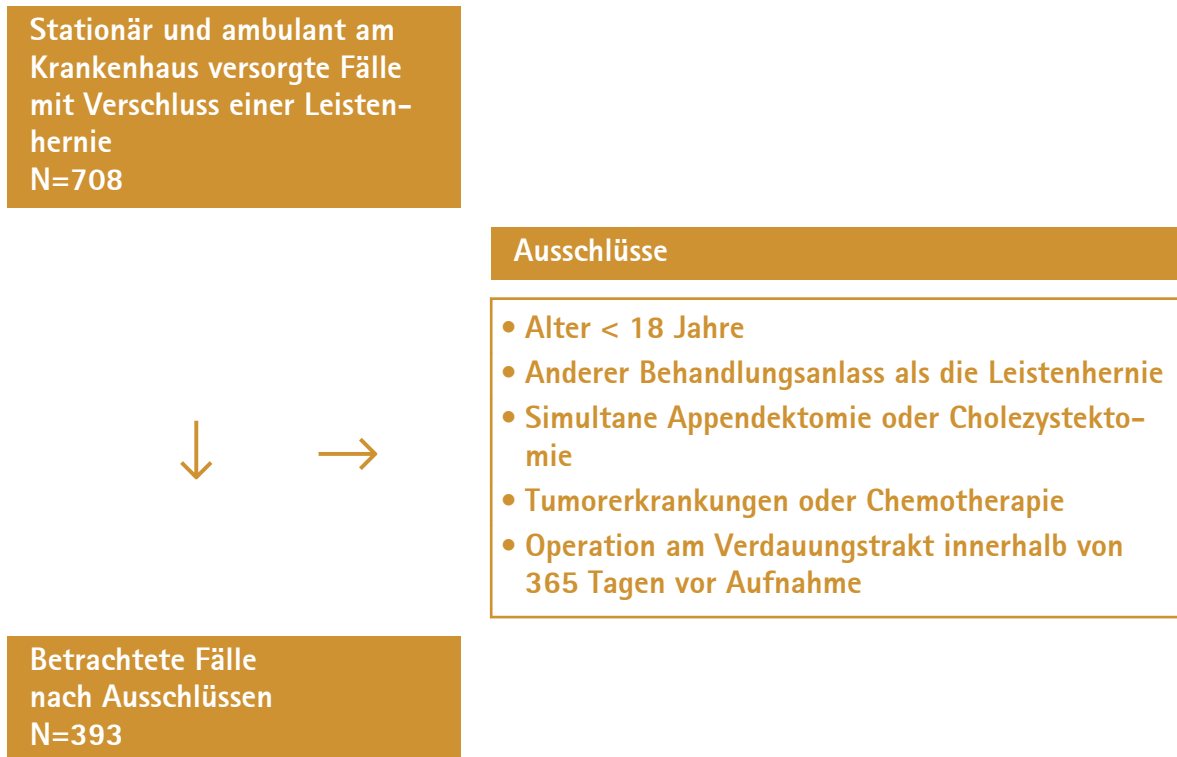 Stationär und ambulant am
Krankenhaus versorgte Fälle
mit Verschluss einer Leisten-
hernie
N=708
Ausschlüsse
• Alter < 18 Jahre
• Anderer Behandlungsanlass als die Leistenhernie
• Simultane Appendektomie oder Cholezystekto-
mie
• Tumorerkrankungen oder Chemotherapie
• Operation am Verdauungstrakt innerhalb von
365 Tagen vor Aufnahme
Betrachtete Fälle
nach Ausschlüssen
N=393